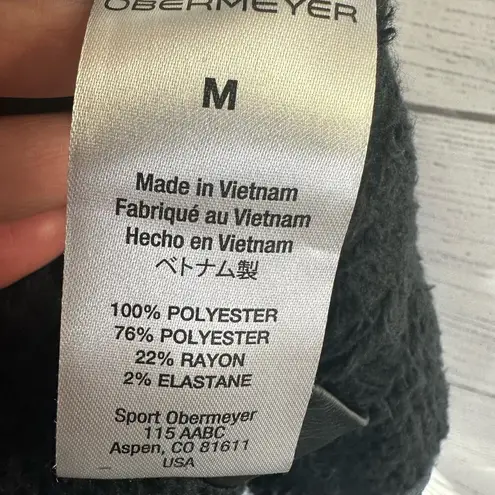 OBERMEYER
M
Made in Vietnam
Fabriqué au Vietnam
Hecho en Vietnam
ベトナム製
100% POLYESTER
76% POLYESTER
22% RAYON
2% ELASTANE
Sport Obermeyer
115 AABC
Aspen, CO 81611
USA